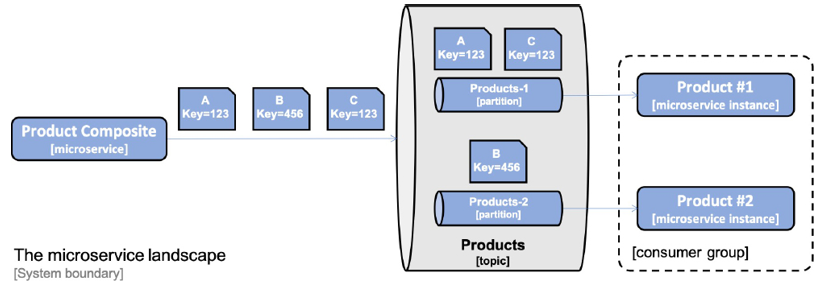 A
Key=123
B
Key=456
C
Key=123
Product Composite
[microservice]
A
Key=123
C
Key=123
Products-1
[partition]
B
Key=456
Products-2
[partition]
Products
[topic]
Product #1
[microservice instance]
Product #2
[microservice instance]
[consumer group]
The microservice landscape
[System boundary]